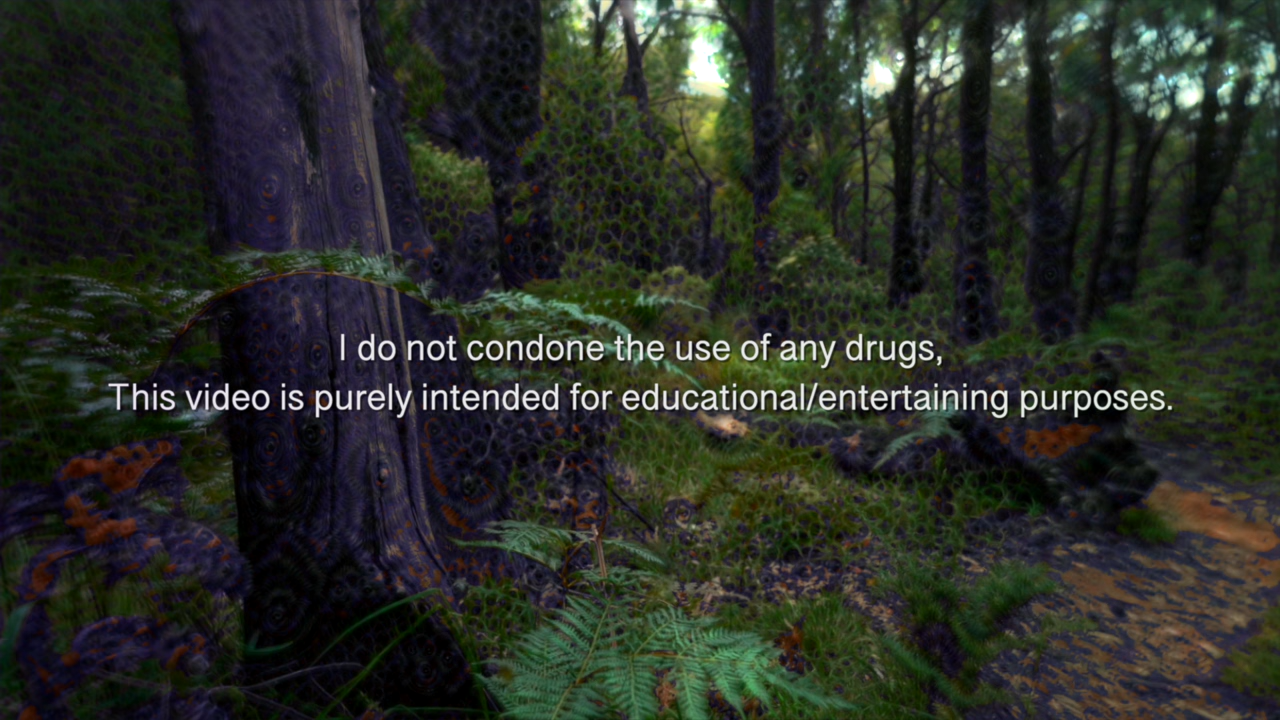 I do not condone the use of any drugs,
This video is purely intended for educational/entertaining purposes.